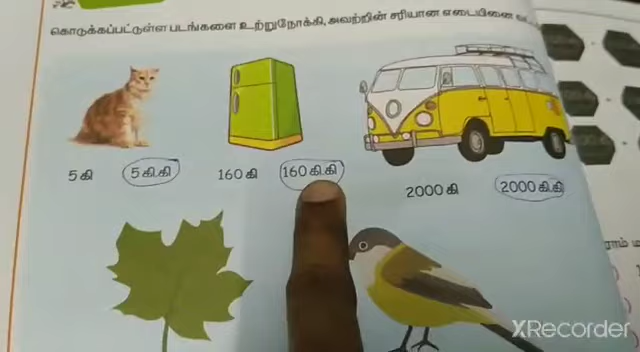 கொடுக்கப்பட்டுள்ள படங்களை உற்றுநோக்கி, அவற்றின் சரியான எடையினை
5 கி 5 கி.கி 160 கி 160 கி.கி 2000 கி 2000 கி.கி
ராம்
XRecorder